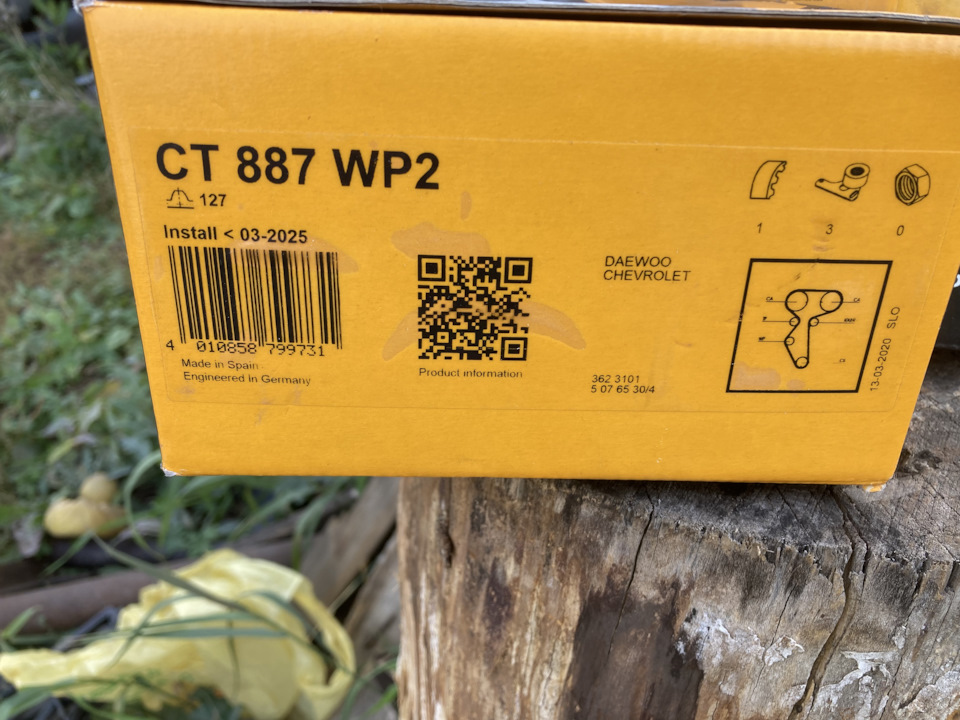 CT 887 WP2
127
Install < 03-2025
4 010858 799731
Made in Spain
Engineered in Germany
Product information
DAEWOO
CHEVROLET
362 3101
5 07 65 30/4
1 3 0
13-03-2020 SLO